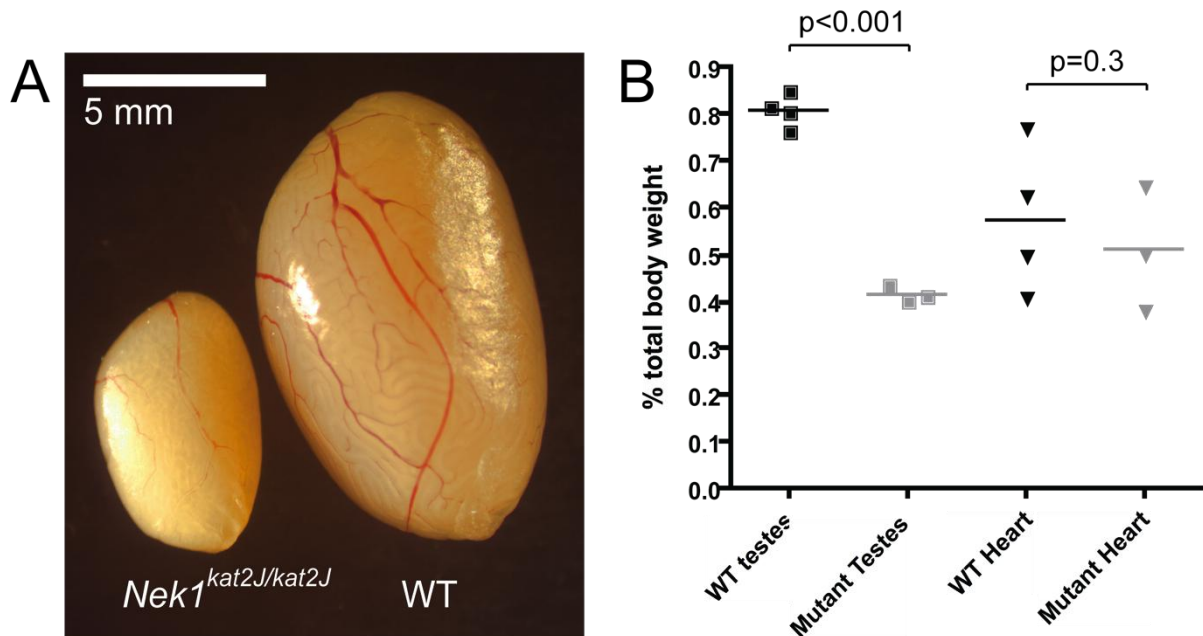 A
5 mm
Nek1kat2J/kat2J
WT
B
p<0.001
p=0.3
% total body weight
0.9
0.8
0.7
0.6
0.5
0.4
0.3
0.2
0.1
0.0
WT testes
Mutant Testes
WT Heart
Mutant Heart